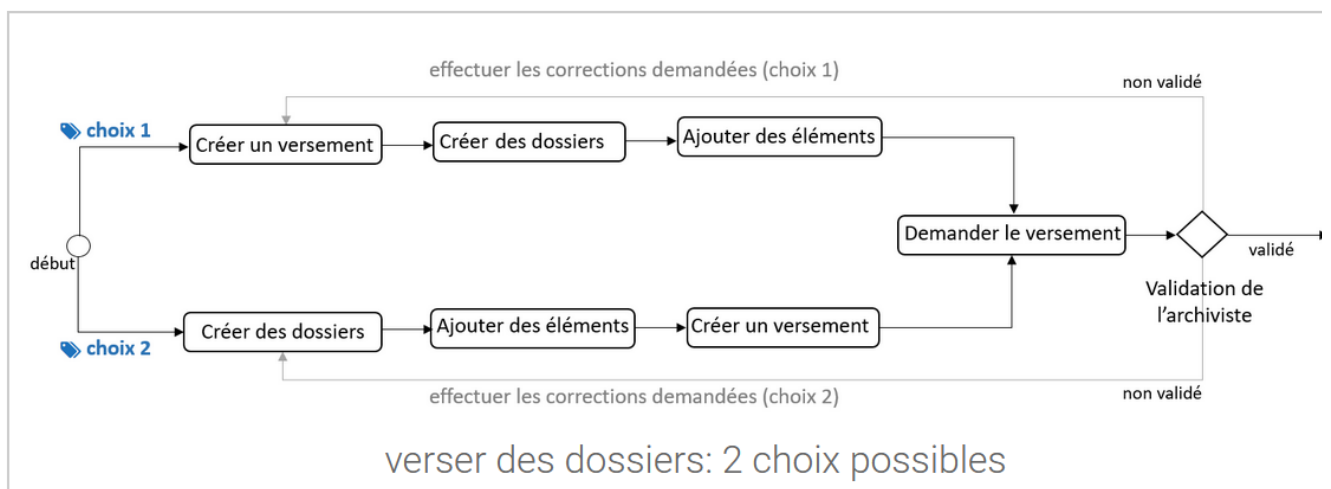 effectuer les corrections demandées (choix 1)
non validé
choix 1
Créer un versement
Créer des dossiers
Ajouter des éléments
début
Demander le versement
validé
Validation de
l'archiviste
Créer des dossiers
Ajouter des éléments
Créer un versement
choix 2
effectuer les corrections demandées (choix 2)
non validé
verser des dossiers: 2 choix possibles